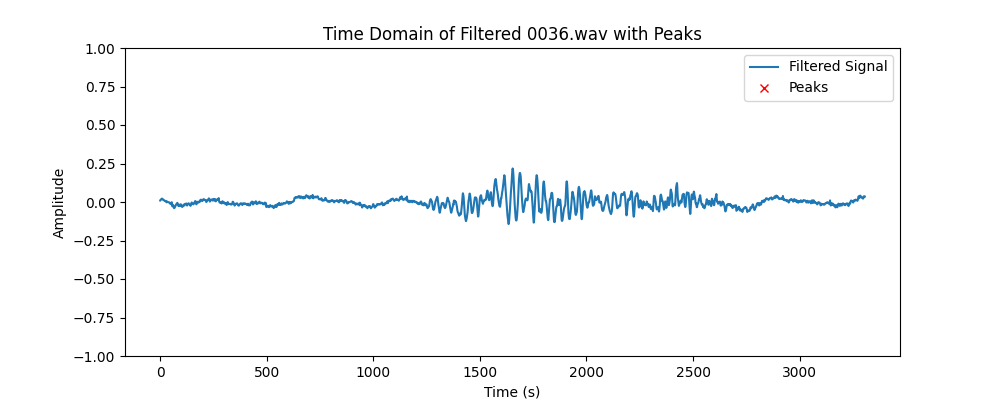 Time Domain of Filtered 0036.wav with Peaks
1.00
0.75
0.50
0.25
0.00
−0.25
−0.50
−0.75
−1.00
Amplitude
Filtered Signal
Peaks
0 500 1000 1500 2000 2500 3000
Time (s)